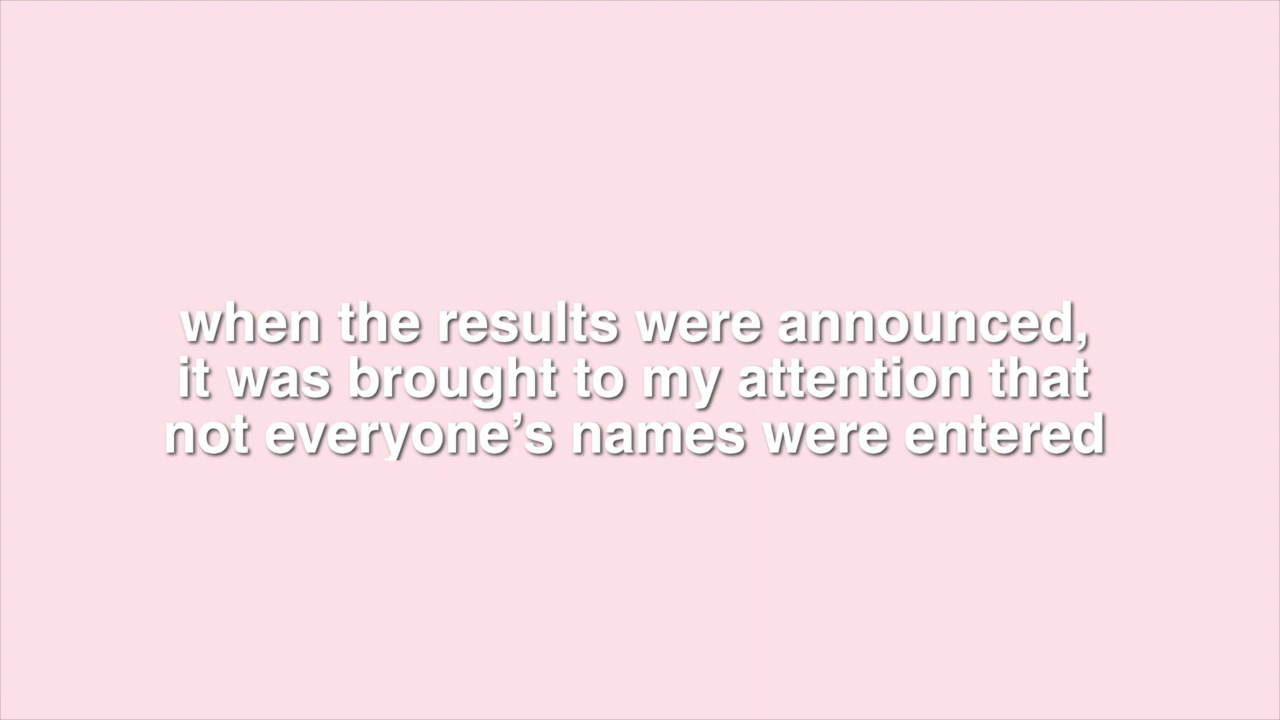 when the results were announced,
it was brought to my attention that
not everyone’s names were entered